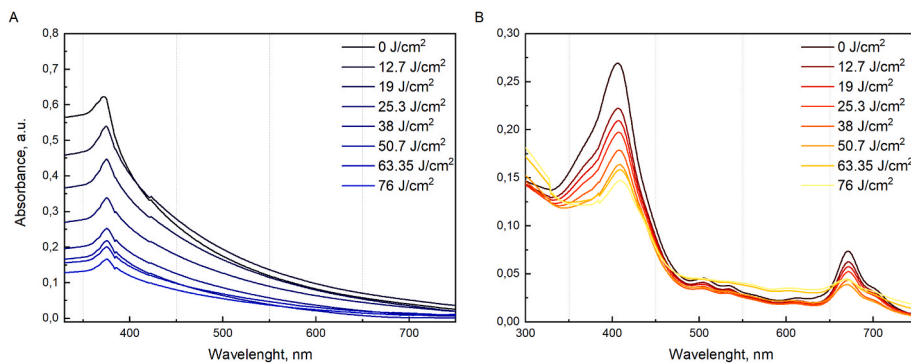 A
Absorbance, a.u.
0,8
0,7
0,6
0,5
0,4
0,3
0,2
0,1
0,0
400
500
600
700
Wavelenght, nm
0 J/cm²
12.7 J/cm²
19 J/cm²
25.3 J/cm²
38 J/cm²
50.7 J/cm²
63.35 J/cm²
76 J/cm²
B
0,30
0,25
0,20
0,15
0,10
0,05
0,00
300
400
500
600
700
Wavelenght, nm
0 J/cm²
12.7 J/cm²
19 J/cm²
25.3 J/cm²
38 J/cm²
50.7 J/cm²
63.35 J/cm²
76 J/cm²